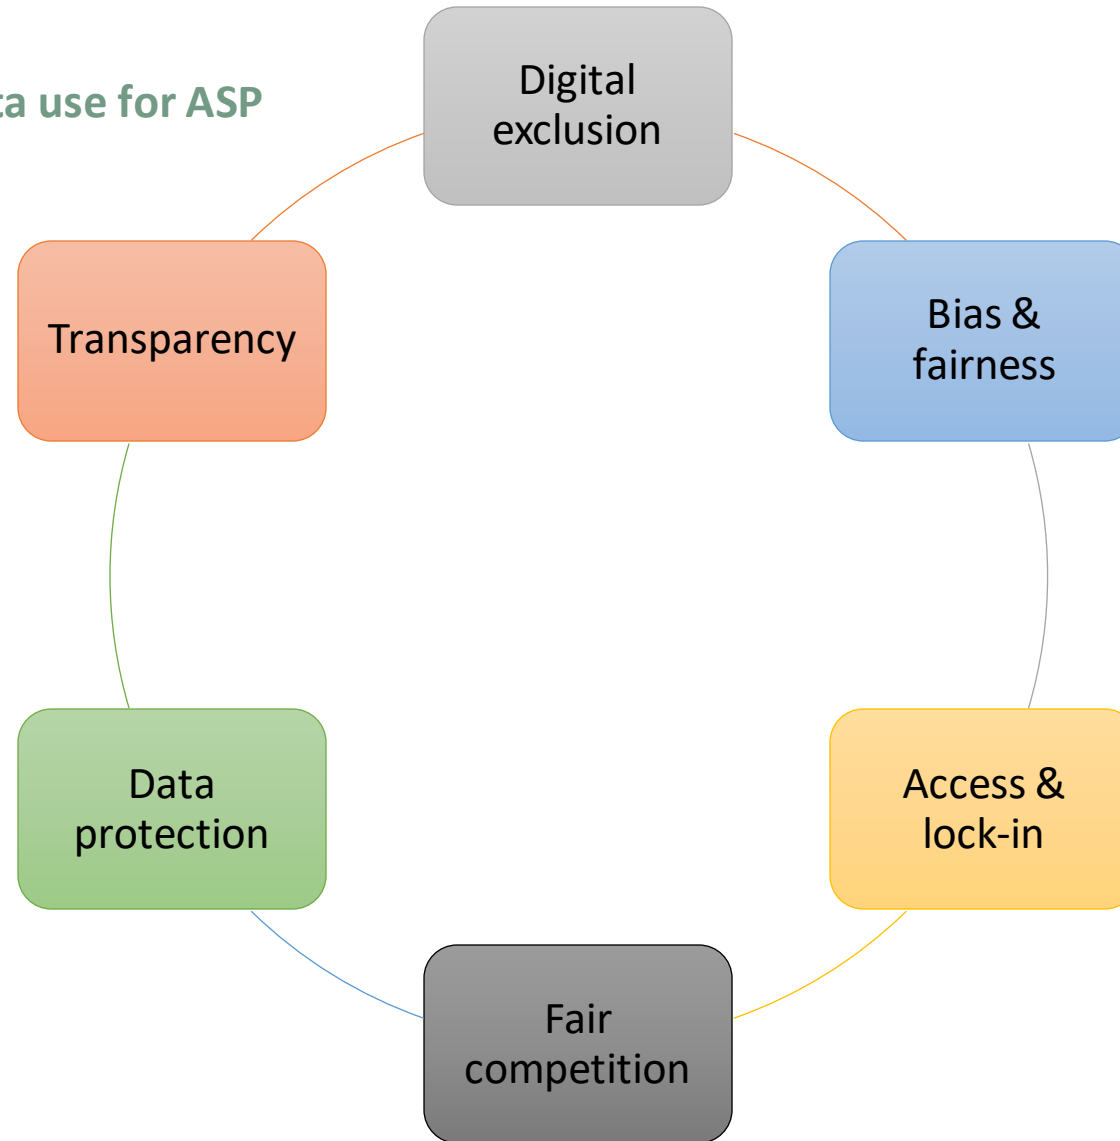 ta use for ASP
Digital
exclusion
Transparency
Bias &
fairness
Data
protection
Access &
lock-in
Fair
competition